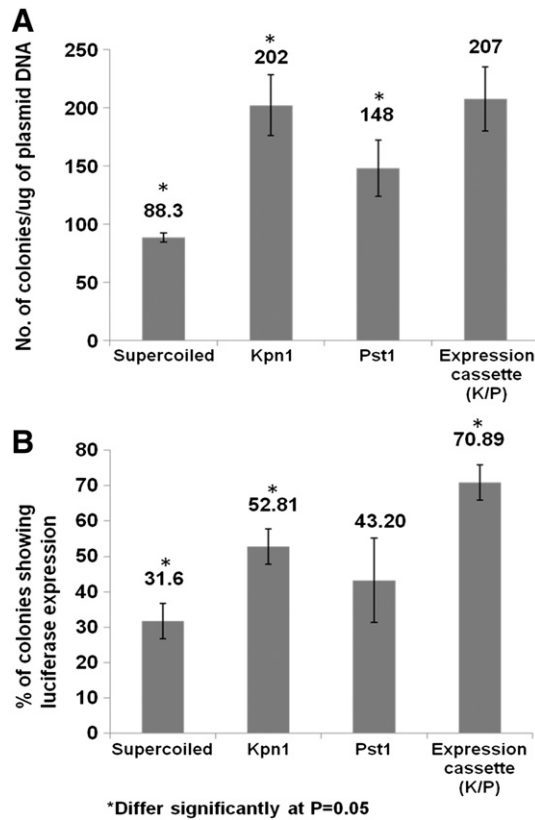 A
No. of colonies/ug of plasmid DNA
250
200
150
100
50
0
*
88.3
*
202
*
148
207
Supercoiled
Kpn1
Pst1
Expression
cassette
(K/P)
B
% of colonies showing
luciferase expression
80
70
60
50
40
30
20
10
0
*
31.6
*
52.81
43.20
*
70.89
Supercoiled
Kpn1
Pst1
Expression
cassette
(K/P)
*Differ significantly at P=0.05